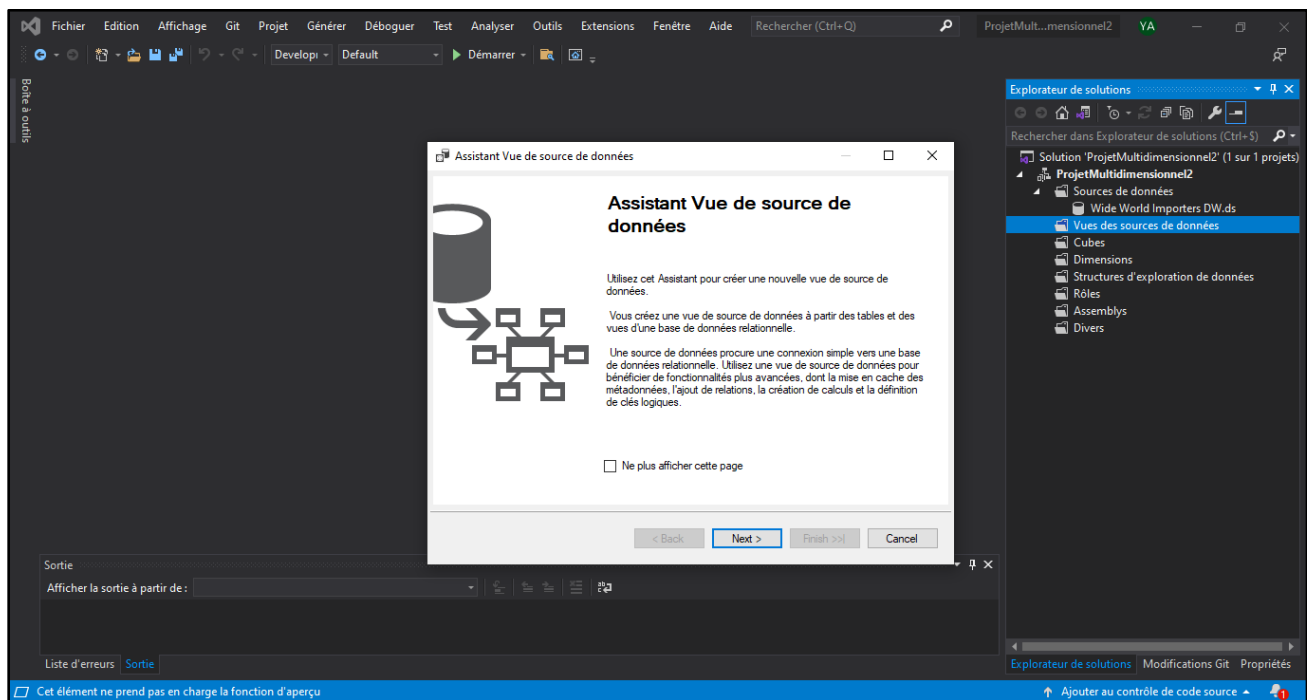 Fichier Edition Affichage Git Projet Générer Déboguer Test Analyser Outils Extensions Fenêtre Aide Rechercher (Ctrl+Q) ProjetMult...mensionnel2 YA
Develop Default Démarrer
Boîte à outils
Explorateur de solutions
Rechercher dans Explorateur de solutions (Ctrl+$)
Solution 'ProjetMultidimensionnel2' (1 sur 1 projets)
ProjetMultidimensionnel2
Sources de données
Wide World Importers DW.ds
Vues des sources de données
Cubes
Dimensions
Structures d'exploration de données
Rôles
Assemblys
Divers
Assistant Vue de source de données
Assistant Vue de source de
données
Utilisez cet Assistant pour créer une nouvelle vue de source de
données.
Vous créez une vue de source de données à partir des tables et des
vues d'une base de données relationnelle.
Une source de données procure une connexion simple vers une base
de données relationnelle. Utilisez une vue de source de données pour
bénéficier de fonctionnalités plus avancées, dont la mise en cache des
métadonnées, l'ajout de relations, la création de calculs et la définition
de clés logiques.
Ne plus afficher cette page
< Back Next > Finish >>| Cancel
Sortie
Afficher la sortie à partir de :
Liste d'erreurs Sortie
Explorateur de solutions Modifications Git Propriétés
Cet élément ne prend pas en charge la fonction d'aperçu
Ajouter au contrôle de code source 1